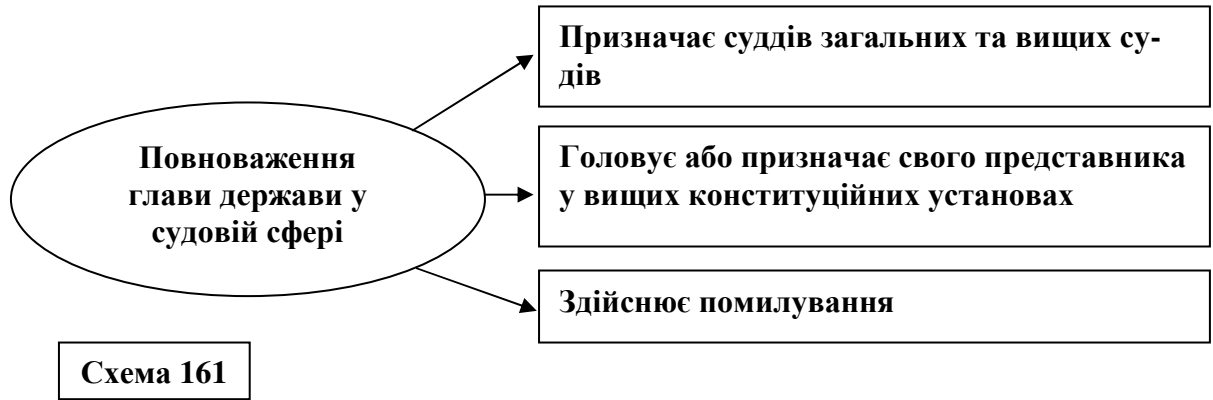 Призначає суддів загальних та вищих су-
дів
Повноваження
глави держави у
судовій сфері
Головує або призначає свого представника
у вищих конституційних установах
Здійснює помилування
Схема 161